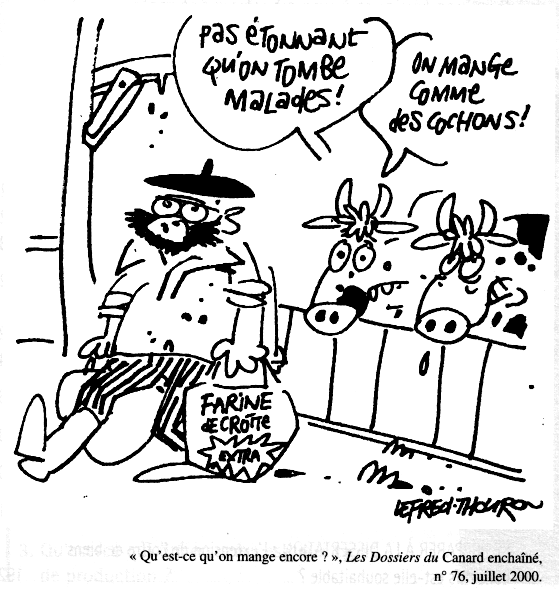 Pas étonnant
qu'on tombe
malades!
On mange
comme
des cochons!
FARINE
de CROTTE
EXTRA
LEFRED-THOURON
« Qu'est-ce qu'on mange encore ? », Les Dossiers du Canard enchaîné,
n° 76, juillet 2000.